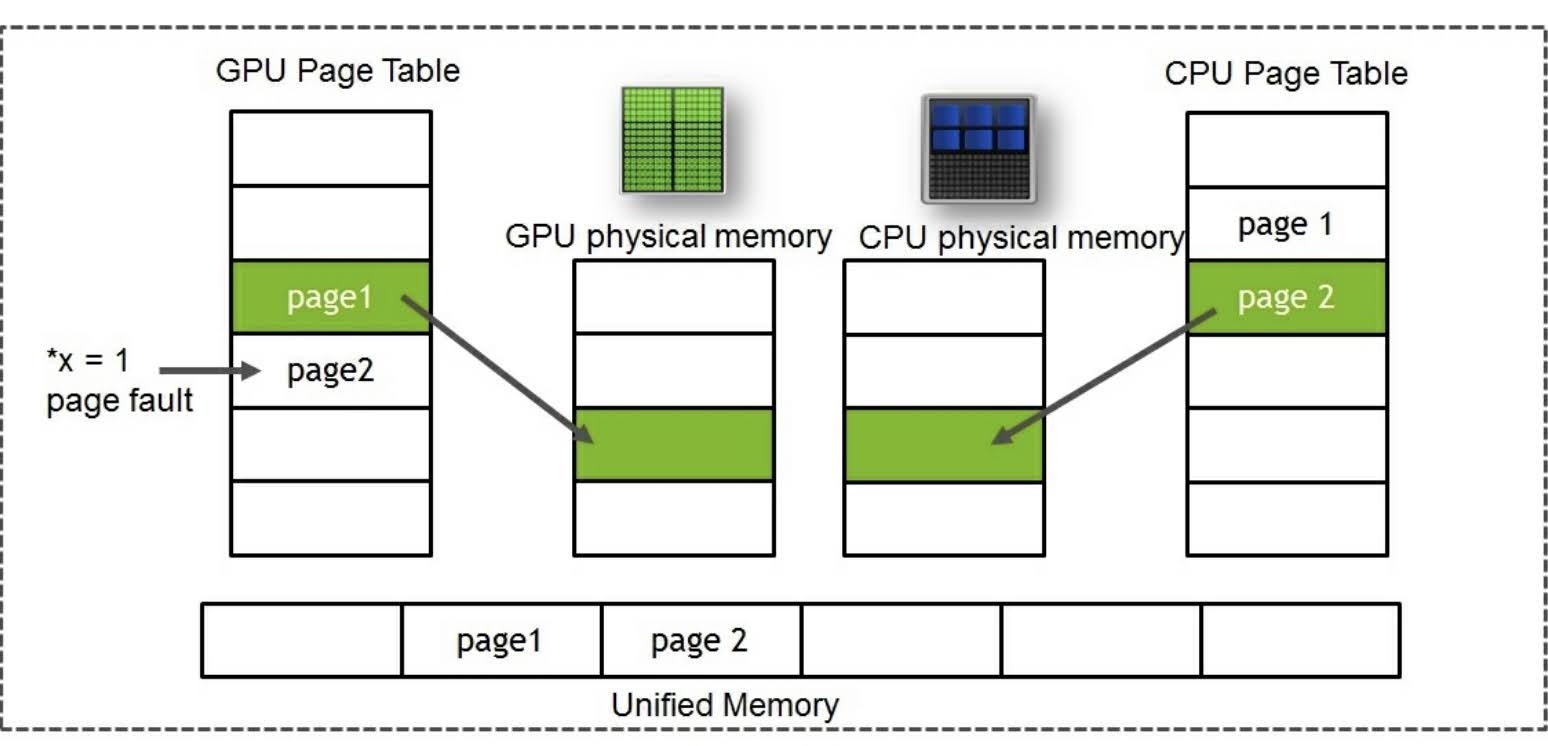 GPU Page Table
CPU Page Table
GPU physical memory
CPU physical memory
page 1
page1
page 2
*x = 1
page fault
page2
page1
page 2
Unified Memory